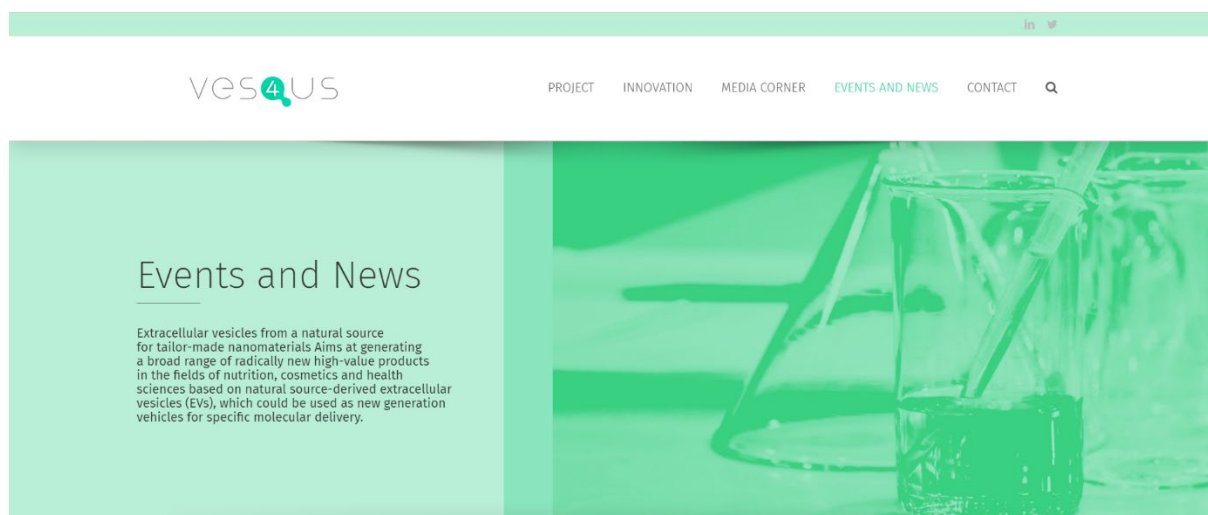 in
ves4us
PROJECT INNOVATION MEDIA CORNER EVENTS AND NEWS CONTACT
Events and News
Extracellular vesicles from a natural source
for tailor-made nanomaterials Aims at generating
a broad range of radically new high-value products
in the fields of nutrition, cosmetics and health
sciences based on natural source-derived extracellular
vesicles (EVs), which could be used as new generation
vehicles for specific molecular delivery.